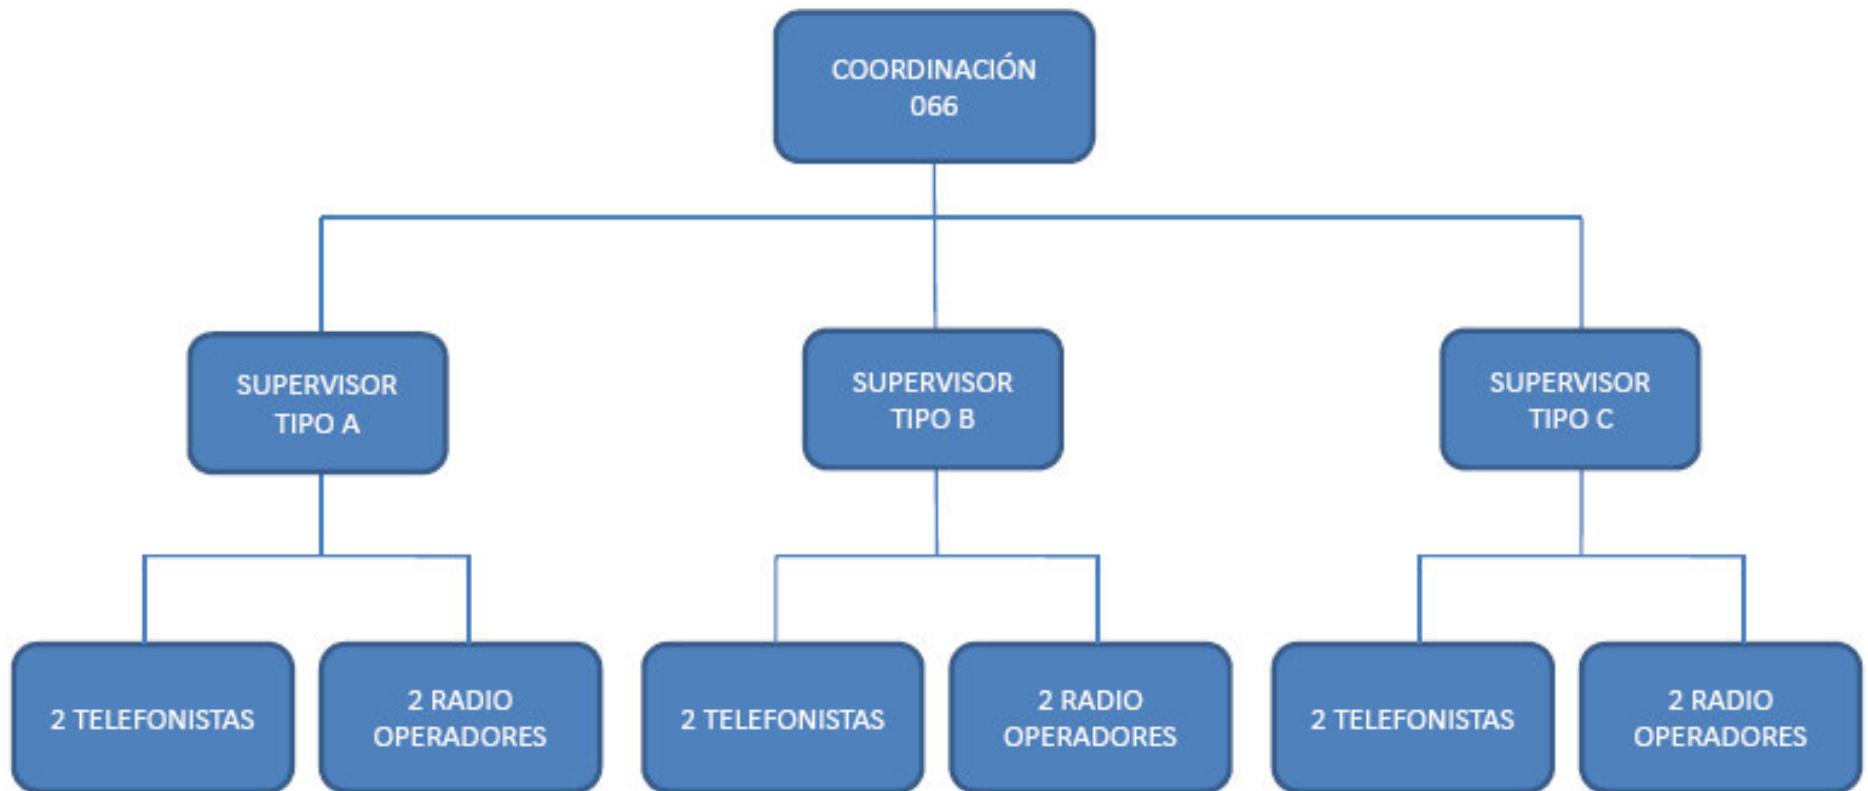 COORDINACIÓN
066
SUPERVISOR
TIPO A
SUPERVISOR
TIPO B
SUPERVISOR
TIPO C
2 TELEFONISTAS
2 RADIO
OPERADORES
2 TELEFONISTAS
2 RADIO
OPERADORES
2 TELEFONISTAS
2 RADIO
OPERADORES